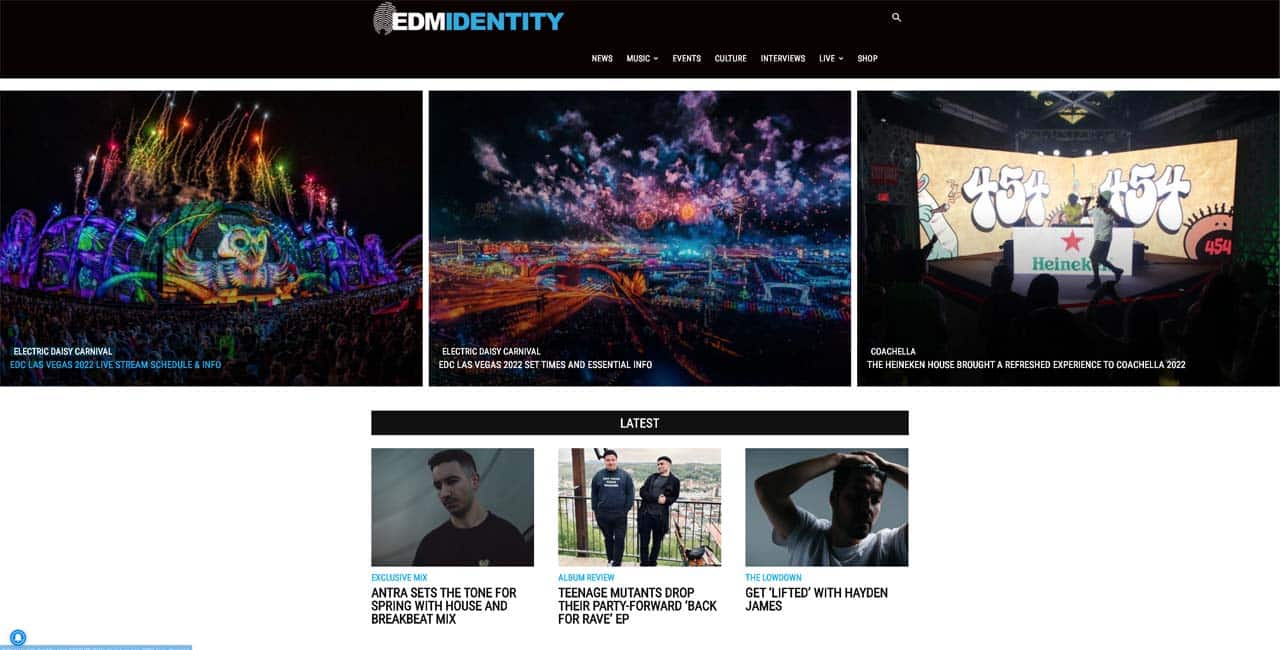 EDMIDENTITY
NEWS MUSIC EVENTS CULTURE INTERVIEWS LIVE SHOP
454 454
454
Heineken
ELECTRIC DAISY CARNIVAL
EDC LAS VEGAS 2022 LIVE STREAM SCHEDULE & INFO
ELECTRIC DAISY CARNIVAL
EDC LAS VEGAS 2022 SET TIMES AND ESSENTIAL INFO
COACHELLA
THE HEINEKEN HOUSE BROUGHT A REFRESHED EXPERIENCE TO COACHELLA 2022
LATEST
EXCLUSIVE MIX
ANTRA SETS THE TONE FOR
SPRING WITH HOUSE AND
BREAKBEAT MIX
ALBUM REVIEW
TEENAGE MUTANTS DROP
THEIR PARTY-FORWARD ‘BACK
FOR RAVE’ EP
THE LOWDOWN
GET ‘LIFTED’ WITH HAYDEN
JAMES